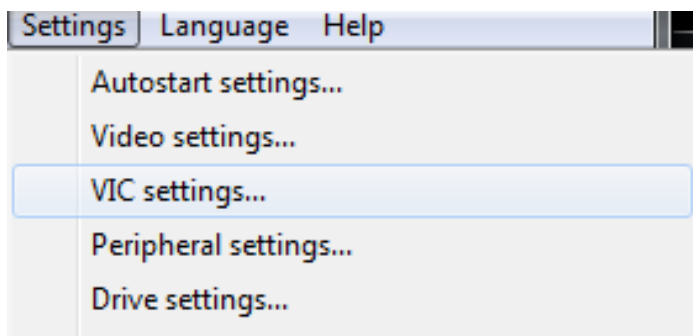 Settings Language Help
Autostart settings...
Video settings...
VIC settings...
Peripheral settings...
Drive settings...